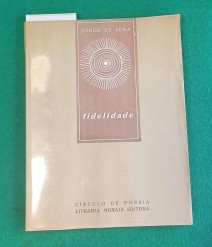 JORGE DE SENA
fidelidade
CÍRCULO DE POESIA
LIVRARIA MORAIS EDITORA